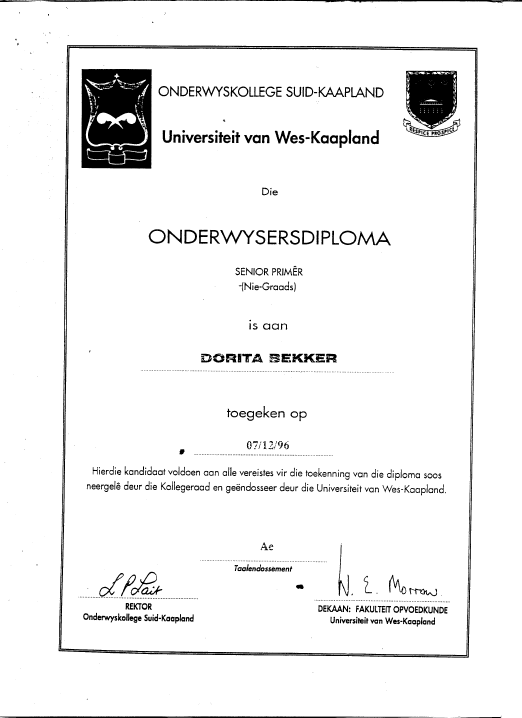 ONDERWYSKOLLEGE SUID-KAAPLAND
Universiteit van Wes-Kaapland
RESPICE PROSPICE
Die
ONDERWYSERSDIPLOMA
SENIOR PRIMÊR
(Nie-Graads)
is aan
DORITA BEKKER
toegeken op
07/12/96
Hierdie kandidaat voldoen aan alle vereistes vir die toekenning van die diploma soos
neergelê deur die Kollegeraad en geëndosseer deur die Universiteit van Wes-Kaapland.
Ae
Taalendossement
N. E. Morrow
REKTOR
Onderwyskollege Suid-Kaapland
DEKAAN: FAKULTEIT OPVOEDKUNDE
Universiteit van Wes-Kaapland